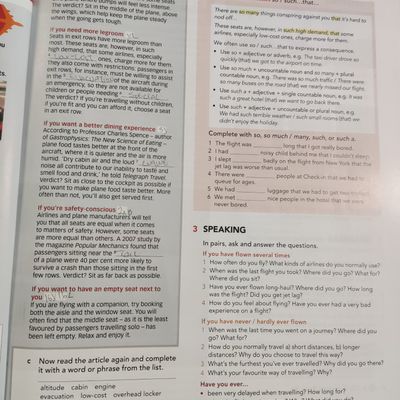 The verdict? Sit in the middle of the plane, above
the wings, which help keep the plane steady
when the going gets tough.
If you need more legroom
Seats in exit rows have more legroom than
most. These seats, are, however, in such
high demand, that some airlines, especially
ones, charge more for them.
They also come with restrictions: passengers in
exit rows, for instance, must be willing to assist
in the of the aircraft during
an emergency, so they are not available to
children or people needing
The verdict? If you're travelling without children,
if you're fit and can afford it, choose a seat
in an exit row.
If you want a better dining experience
According to Professor Charles Spence – author
of Gastrophysics: The New Science of Eating –
plane food tastes better at the front of the
aircraft, where it is quieter and the air is more
humid. 'Dry cabin air and the loud
noise all contribute to our inability to taste and
smell food and drink,' he told Telegraph Travel.
Verdict? Sit as close to the cockpit as possible if
you want to make plane food taste better. More
often than not, you'll also get served first.
If you're safety-conscious
Airlines and plane manufacturers will tell
you that all seats are equal when it comes
to matters of safety. However, some seats
are more equal than others. A 2007 study by
the magazine Popular Mechanics found that
passengers sitting near the
of a plane were 40 per cent more likely to
survive a crash than those sitting in the first
few rows. Verdict? Sit as far back as possible.
If you want to have an empty seat next to
you
If you are flying with a companion, try booking
both the aisle and the window seat. You will
often find that the middle seat – as it is the least
favoured by passengers travelling solo – has
been left empty. Relax and enjoy it.
c Now read the article again and complete
it with a word or phrase from the list.
altitude cabin engine
evacuation low-cost overhead locker
such...that...
There are so many things conspiring against you that it's hard to
nod off...
These seats are, however, in such high demand, that some
airlines, especially low-cost ones, charge more for them.
We often use so / such...that to express a consequence.
• Use so + adjective or adverb, e.g. The taxi driver drove so
quickly (that) we got to the airport on time.
• Use so much + uncountable noun and so many + plural
countable noun, e.g. There was so much traffic / There were
so many buses on the road (that) we nearly missed our flight.
• Use such a + adjective + single countable noun, e.g. It was
such a great hotel (that) we want to go back there.
• Use such + adjective + uncountable or plural noun, e.g.
We had such terrible weather / such small rooms (that) we
didn't enjoy the holiday.
Complete with so, so much / many, such, or such a.
1 The flight was long that I got really bored.
2 I had noisy child behind me that I couldn't sleep.
3 I slept badly on the flight from New York that the
jet lag was worse than usual.
4 There were people at Check-in that we had to
queue for ages.
5 We had luggage that we had to get two trolleys.
6 We met nice people in the hotel that we were
never bored.
3 SPEAKING
In pairs, ask and answer the questions.
If you have flown several times
1 How often do you fly? What kinds of airlines do you normally use?
2 When was the last flight you took? Where did you go? What for?
Where did you sit?
3 Have you ever flown long-haul? Where did you go? How long
was the flight? Did you get jet lag?
4 How do you feel about flying? Have you ever had a very bad
experience on a flight?
If you have never / hardly ever flown
1 When was the last time you went on a journey? Where did you
go? What for?
2 How do you normally travel a) short distances, b) longer
distances? Why do you choose to travel this way?
3 What's the furthest you've ever travelled? Why did you go there?
4 What's your favourite way of travelling? Why?
Have you ever...
• been very delayed when travelling? How long for?